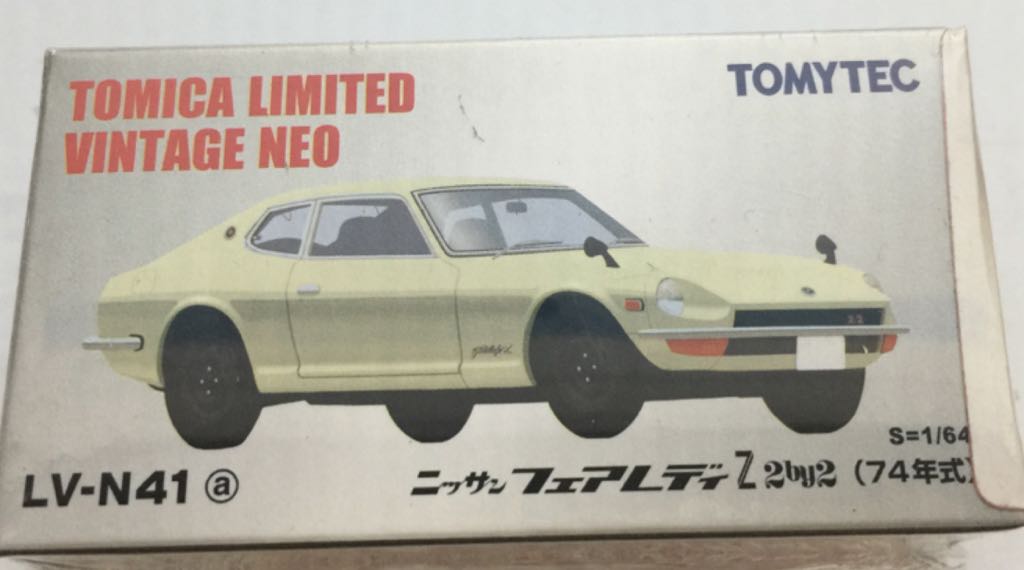 TOMICA LIMITED
VINTAGE NEO
TOMYTEC
S=1/64
LV-N41 ⓐ
ニッサン フェアレディ Z 2by2 (74年式)